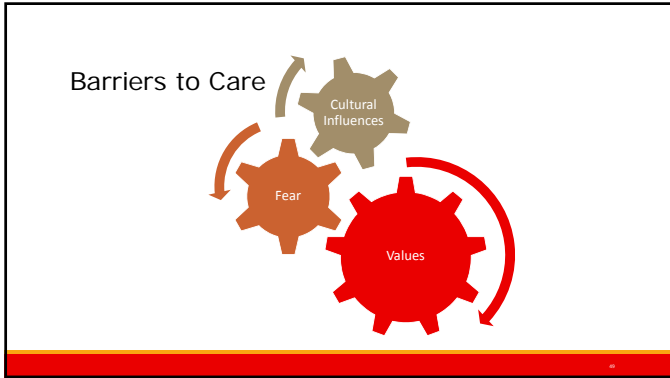 Barriers to Care
Cultural
Influences
Fear
Values